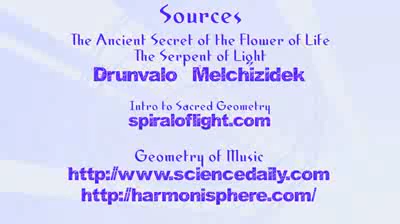 Sources
The Ancient Secret of the Flower of Life
The Serpent of Light
Drunvalo Melchizidek
Intro to Sacred Geometry
spiraloflight.com
Geometry of Music
http://www.sciencedaily.com
http://harmonisphere.com/